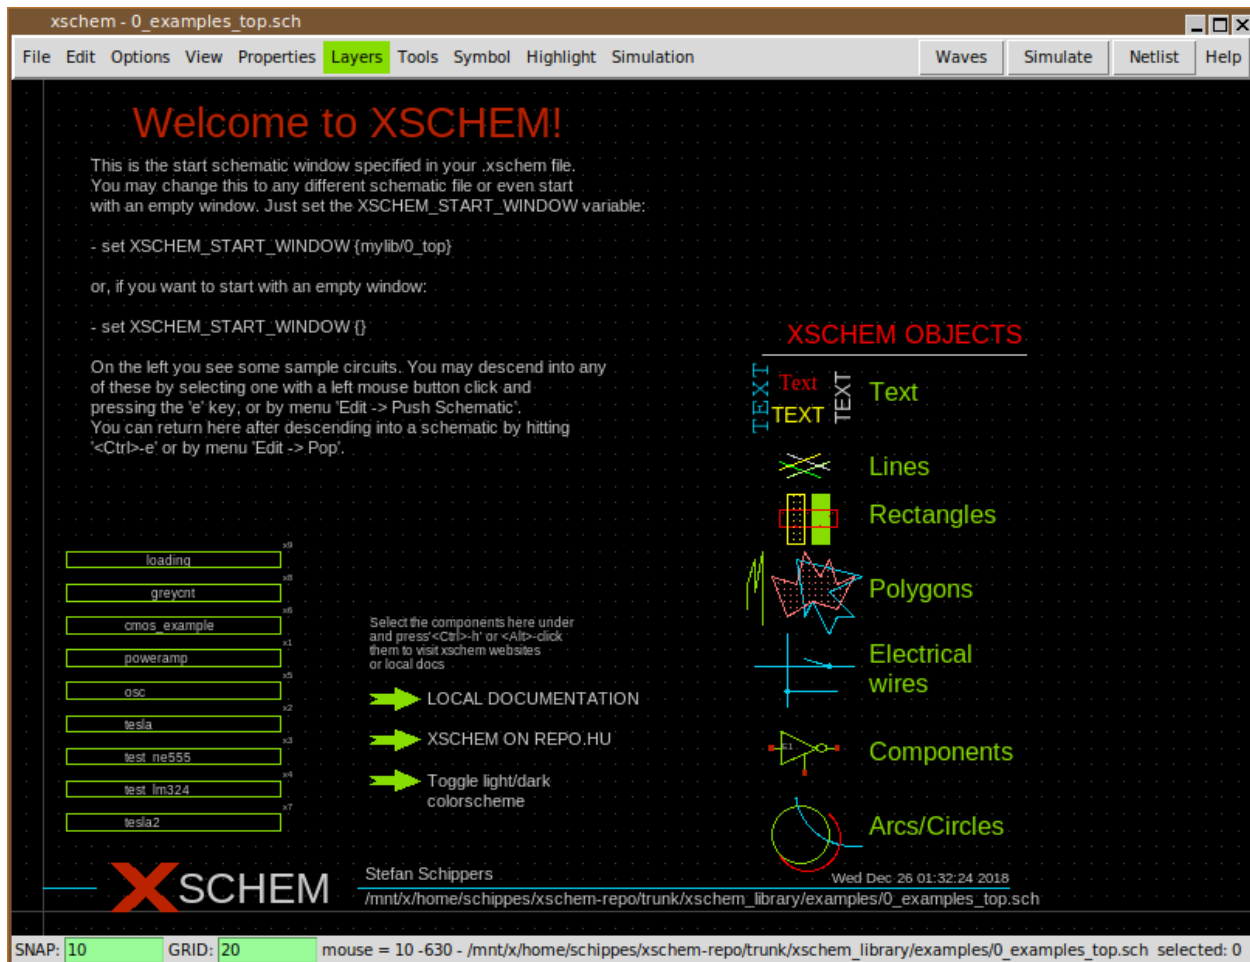 xschem - 0_examples_top.sch
File Edit Options View Properties Layers Tools Symbol Highlight Simulation Waves Simulate Netlist Help
Welcome to XSCHEM!
This is the start schematic window specified in your .xschem file.
You may change this to any different schematic file or even start
with an empty window. Just set the XSCHEM_START_WINDOW variable:
- set XSCHEM_START_WINDOW {mylib/0_top}
or, if you want to start with an empty window:
- set XSCHEM_START_WINDOW {}
On the left you see some sample circuits. You may descend into any
of these by selecting one with a left mouse button click and
pressing the 'e' key, or by menu 'Edit -> Push Schematic'.
You can return here after descending into a schematic by hitting
'<Ctrl>-e' or by menu 'Edit -> Pop'.
XSCHEM OBJECTS
TEXT Text TEXT TEXT Text
Lines
Rectangles
Polygons
Electrical
wires
E1 Components
Arcs/Circles
x9
loading
x8
greycnt
x6
cmos_example
x1
poweramp
x5
osc
x2
tesla
x3
test_ne555
x4
test_lm324
x7
tesla2
Select the components here under
and press'<Ctrl>-h' or <Alt>-click
them to visit xschem websites
or local docs
LOCAL DOCUMENTATION
XSCHEM ON REPO.HU
Toggle light/dark
colorscheme
XSCHEM
Stefan Schippers
Wed Dec 26 01:32:24 2018
/mnt/x/home/schippes/xschem-repo/trunk/xschem_library/examples/0_examples_top.sch
SNAP: 10 GRID: 20 mouse = 10 -630 - /mnt/x/home/schippes/xschem-repo/trunk/xschem_library/examples/0_examples_top.sch selected: 0